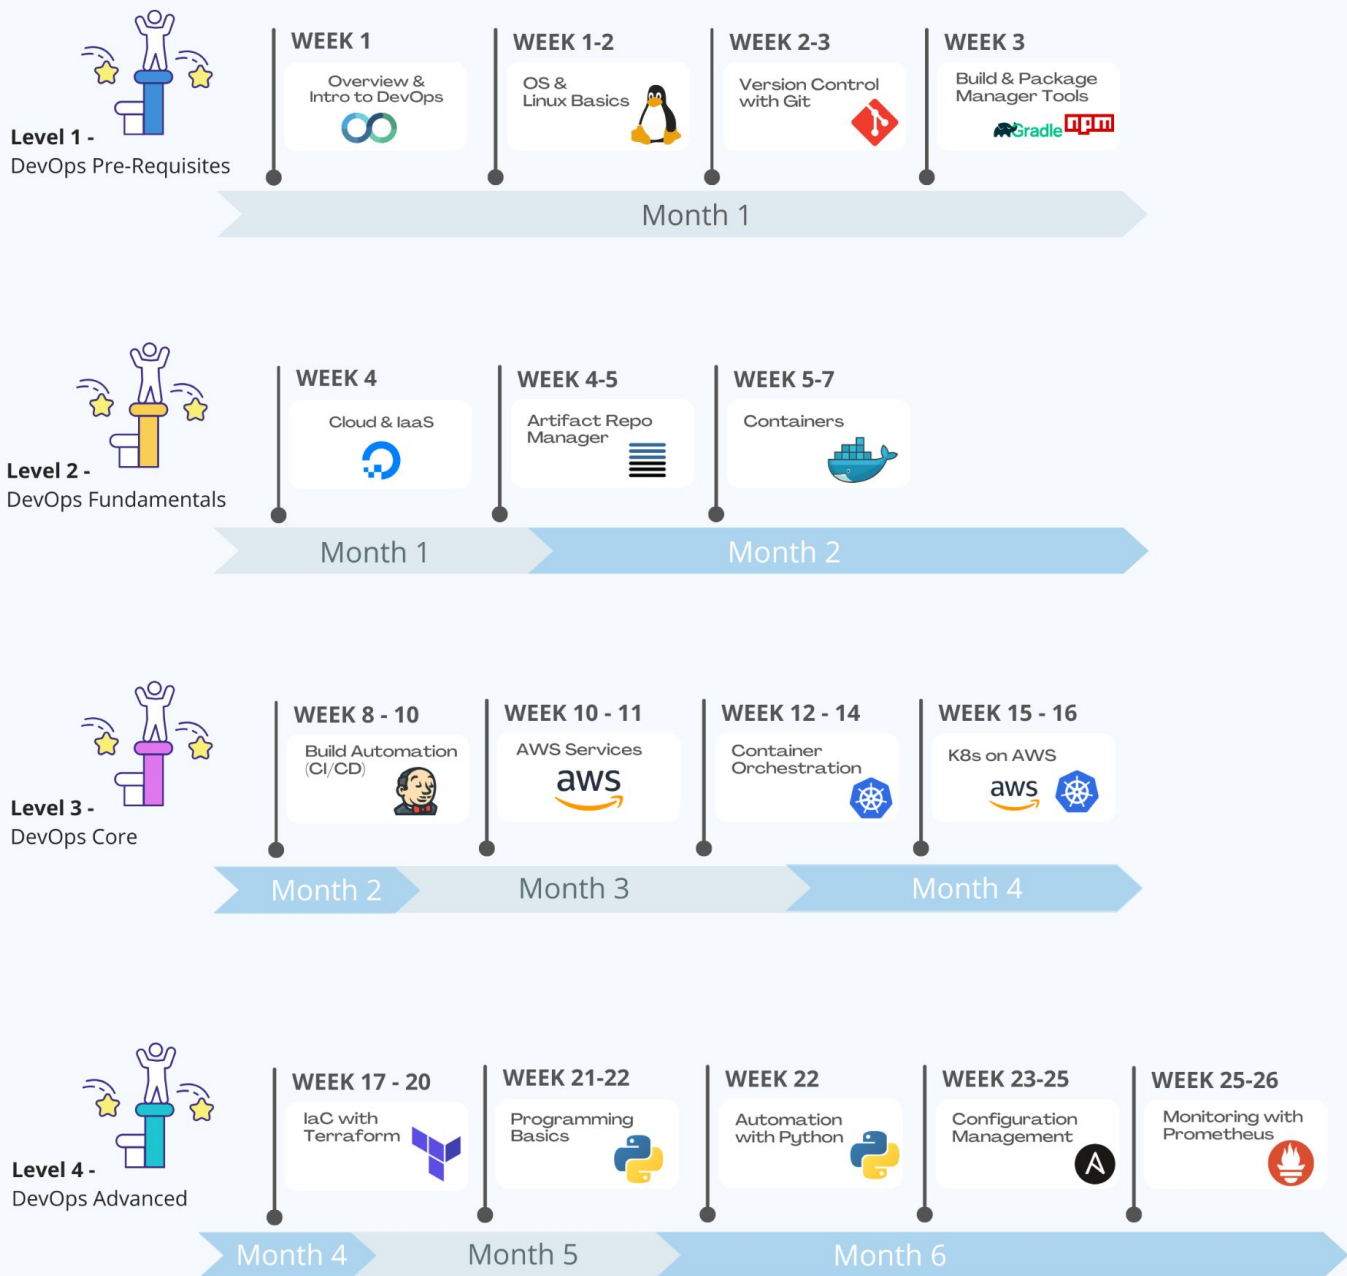 WEEK 1
Overview &
Intro to DevOps
WEEK 1-2
OS &
Linux Basics
WEEK 2-3
Version Control
with Git
WEEK 3
Build & Package
Manager Tools
Gradle
npm
Level 1 -
DevOps Pre-Requisites
Month 1
WEEK 4
Cloud & IaaS
WEEK 4-5
Artifact Repo
Manager
WEEK 5-7
Containers
Level 2 -
DevOps Fundamentals
Month 1
Month 2
WEEK 8 - 10
Build Automation
(CI/CD)
WEEK 10 - 11
AWS Services
aws
WEEK 12 - 14
Container
Orchestration
WEEK 15 - 16
K8s on AWS
aws
Level 3 -
DevOps Core
Month 2
Month 3
Month 4
WEEK 17 - 20
IaC with
Terraform
WEEK 21-22
Programming
Basics
WEEK 22
Automation
with Python
WEEK 23-25
Configuration
Management
A
WEEK 25-26
Monitoring with
Prometheus
Level 4 -
DevOps Advanced
Month 4
Month 5
Month 6